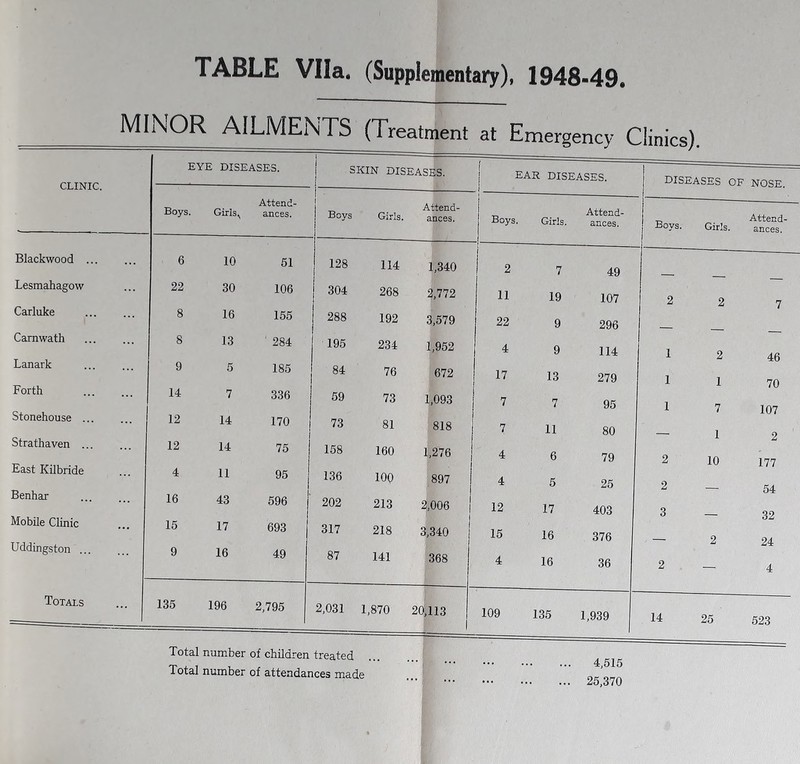 TABLE VIIa. (Supplementary), 1948-49.
MINOR AILMENTS (Treatment at Emergency Clinics).
CLINIC. EYE DISEASES. SKIN DISEASES. EAR DISEASES. DISEASES OF NOSE.
Boys. Girls, Attend-ances. Boys Girls. Attend-ances. Boys. Girls. Attend-ances. Boys. Girls. Attend-ances.
Blackwood ... ... 6 10 51 128 114 1,340 2 7 49 — — —
Lesmahagow ... 22 30 106 304 268 2,772 11 19 107 2 2 7
Carluke ... ... 8 16 155 288 192 3,579 22 9 296 — — —
Carnwath ... ... 8 13 284 195 234 1,952 4 9 114 1 2 46
Lanark ... ... 9 5 185 84 76 672 17 13 279 1 1 70
Forth ... ... 14 7 336 59 73 1,093 7 7 95 1 7 107
Stonehouse ... ... 12 14 170 73 81 818 7 11 80 — 1 2
Strathaven ... ... 12 14 75 158 160 1,276 4 6 79 2 10 177
East Kilbride ... 4 11 95 136 100 897 4 5 25 2 — 54
Benhar ... ... 16 43 596 202 213 2,006 12 17 403 3 — 32
Mobile Clinic ... 15 17 693 317 218 3,340 15 16 376 — 2 24
Uddingston ... ... 9 16 49 87 141 368 4 16 36 2 — 4
TOTALS ... 135 196 2,795 2,031 1,870 20,113 109 135 1,939 14 25 523
Total number of children treated ... ... ... ... ... ... 4,515
Total number of attendances made ... ... ... ... ... 25,370